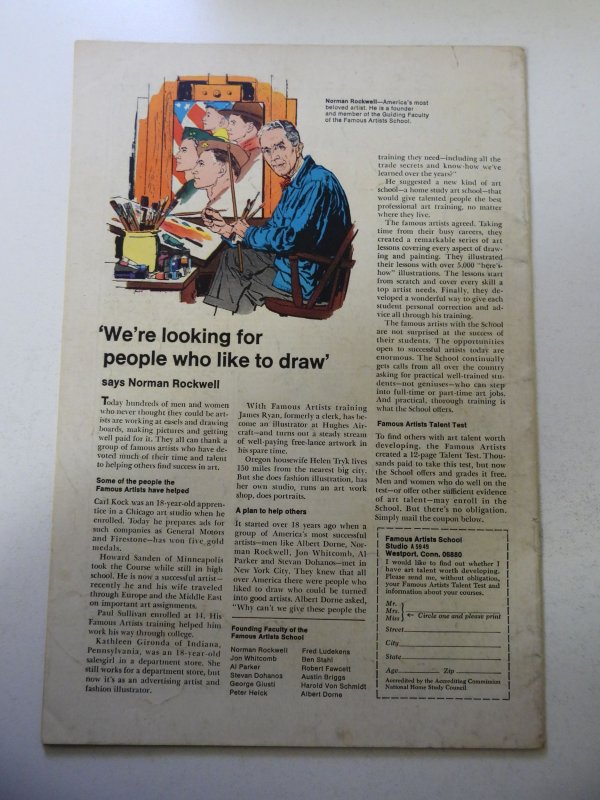 Norman Rockwell—America's most
beloved artist. He is a founder
and member of the Guiding Faculty
of the Famous Artists School.
'We're looking for
people who like to draw'
says Norman Rockwell
Today hundreds of men and women
who never thought they could be art-
ists are working at easels and drawing
boards, making pictures and getting
well paid for it. They all can thank a
group of famous artists who have de-
voted much of their time and talent
to helping others find success in art.
Some of the people the
Famous Artists have helped
Carl Kock was an 18-year-old appren-
tice in a Chicago art studio when he
enrolled. Today he prepares ads for
such companies as General Motors
and Firestone—has won five gold
medals.
Howard Sanden of Minneapolis
took the Course while still in high
school. He is now a successful artist—
recently he and his wife traveled
through Europe and the Middle East
on important art assignments.
Paul Sullivan enrolled at 14. His
Famous Artists training helped him
work his way through college.
Kathleen Gironda of Indiana,
Pennsylvania, was an 18-year-old
salegirl in a department store. She
still works for a department store, but
now it's as an advertising artist and
fashion illustrator.
With Famous Artists training
James Ryan, formerly a clerk, has be-
come an illustrator at Hughes Air-
craft—and turns out a steady stream
of well-paying free-lance artwork in
his spare time.
Oregon housewife Helen Tryk lives
150 miles from the nearest big city.
But she does fashion illustration, has
her own studio, runs an art work
shop, does portraits.
A plan to help others
It started over 18 years ago when a
group of America's most successful
artists—men like Albert Dorne, Nor-
man Rockwell, Jon Whitcomb, Al
Parker and Stevan Dohanos—met in
New York City. They knew that all
over America there were people who
liked to draw who could be turned
into good artists. Albert Dorne asked,
"Why can't we give these people the
Founding Faculty of the
Famous Artists School
Norman Rockwell
Jon Whitcomb
Al Parker
Stevan Dohanos
George Giusti
Peter Helck
Fred Ludekens
Ben Stahl
Robert Fawcett
Austin Briggs
Harold Von Schmidt
Albert Dorne
training they need—including all the
trade secrets and know-how we've
learned over the years?"
He suggested a new kind of art
school—a home study art school—that
would give talented people the best
professional art training, no matter
where they live.
The famous artists agreed. Taking
time from their busy careers, they
created a remarkable series of art
lessons covering every aspect of draw-
ing and painting. They illustrated
their lessons with over 5,000 "here's-
how" illustrations. The lessons start
from scratch and cover every skill a
top artist needs. Finally, they de-
veloped a wonderful way to give each
student personal correction and ad-
vice all through his training.
The famous artists with the School
are not surprised at the success of
their students. The opportunities
open to successful artists today are
enormous. The School continually
gets calls from all over the country
asking for practical well-trained stu-
dents—not geniuses—who can step
into full-time or part-time art jobs.
And practical, thorough training is
what the School offers.
Famous Artists Talent Test
To find others with art talent worth
developing, the Famous Artists
created a 12-page Talent Test. Thou-
sands paid to take this test, but now
the School offers and grades it free.
Men and women who do well on the
test—or offer other sufficient evidence
of art talent—may enroll in the
School. But there's no obligation.
Simply mail the coupon below.
Famous Artists School
Studio A 5945
Westport, Conn. 06880
I would like to find out whether I
have art talent worth developing.
Please send me, without obligation,
your Famous Artists Talent Test and
information about your courses.
Mr.
Mrs.
Miss
← Circle one and please print
Street
City
State
Age Zip
Accredited by the Accrediting Commission
National Home Study Council